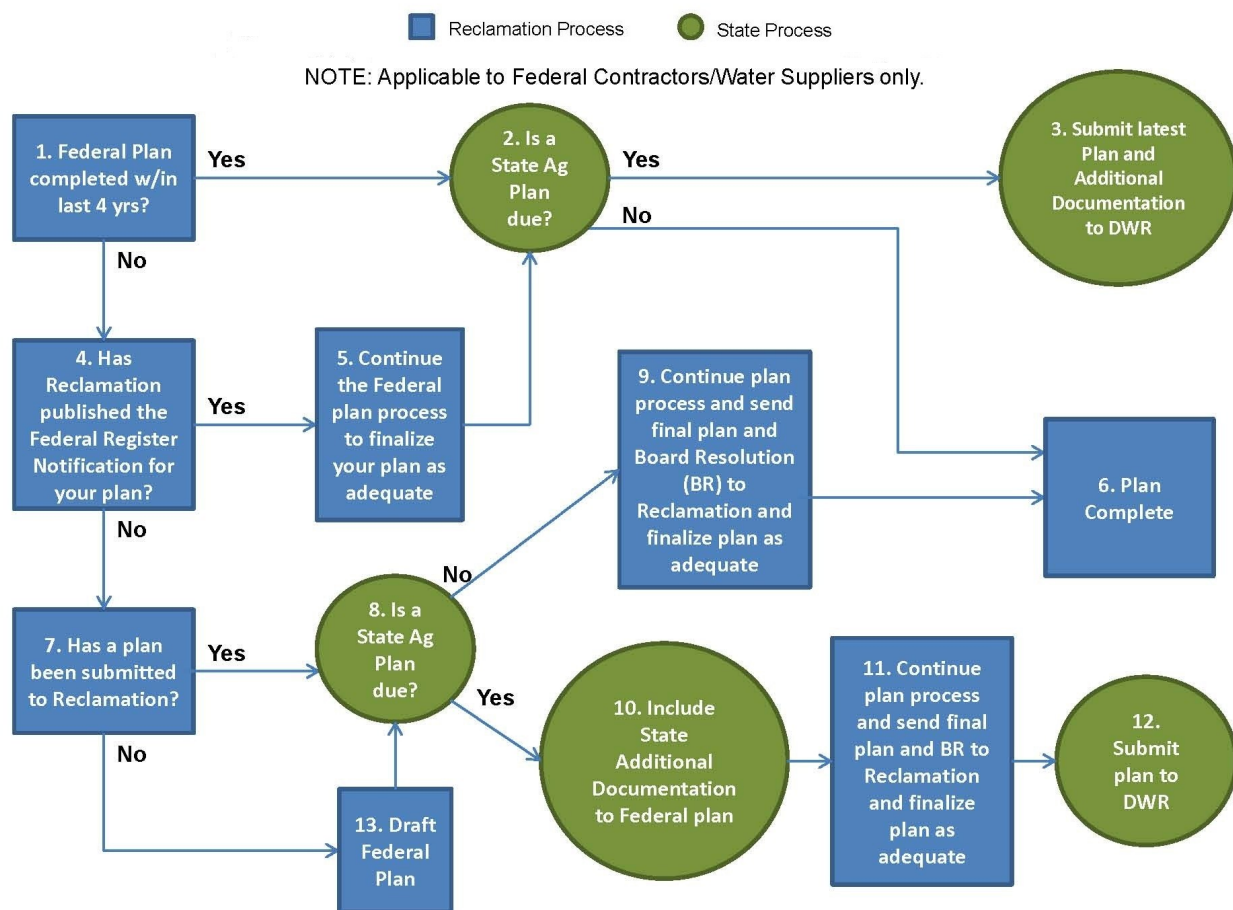 Reclamation Process
State Process
NOTE: Applicable to Federal Contractors/Water Suppliers only.
1. Federal Plan
completed w/in
last 4 yrs?
Yes
2. Is a
State Ag
Plan
due?
Yes
No
3. Submit latest
Plan and
Additional
Documentation
to DWR
No
4. Has
Reclamation
published the
Federal Register
Notification for
your plan?
Yes
5. Continue
the Federal
plan process
to finalize
your plan as
adequate
9. Continue plan
process and send
final plan and
Board Resolution
(BR) to
Reclamation and
finalize plan as
adequate
6. Plan
Complete
No
7. Has a plan
been submitted
to Reclamation?
Yes
8. Is a
State Ag
Plan
due?
No
Yes
10. Include
State
Additional
Documentation
to Federal plan
11. Continue
plan process
and send final
plan and BR to
Reclamation
and finalize
plan as
adequate
12.
Submit
plan to
DWR
No
13. Draft
Federal
Plan